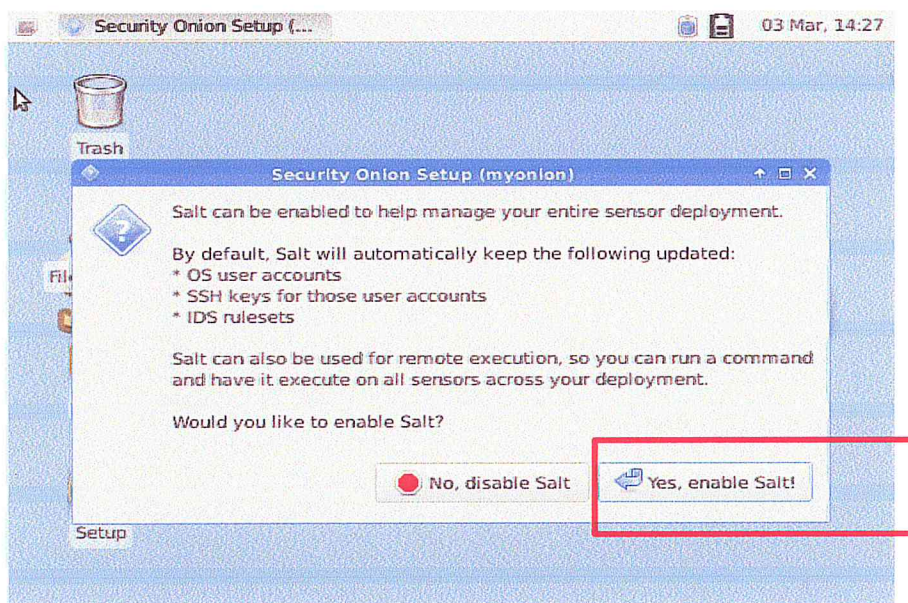 Security Onion Setup (...
03 Mar, 14:27
Trash
Security Onion Setup (myonion)
Salt can be enabled to help manage your entire sensor deployment.
By default, Salt will automatically keep the following updated:
* OS user accounts
* SSH keys for those user accounts
* IDS rulesets
Salt can also be used for remote execution, so you can run a command
and have it execute on all sensors across your deployment.
Would you like to enable Salt?
No, disable Salt
Yes, enable Salt!
Setup